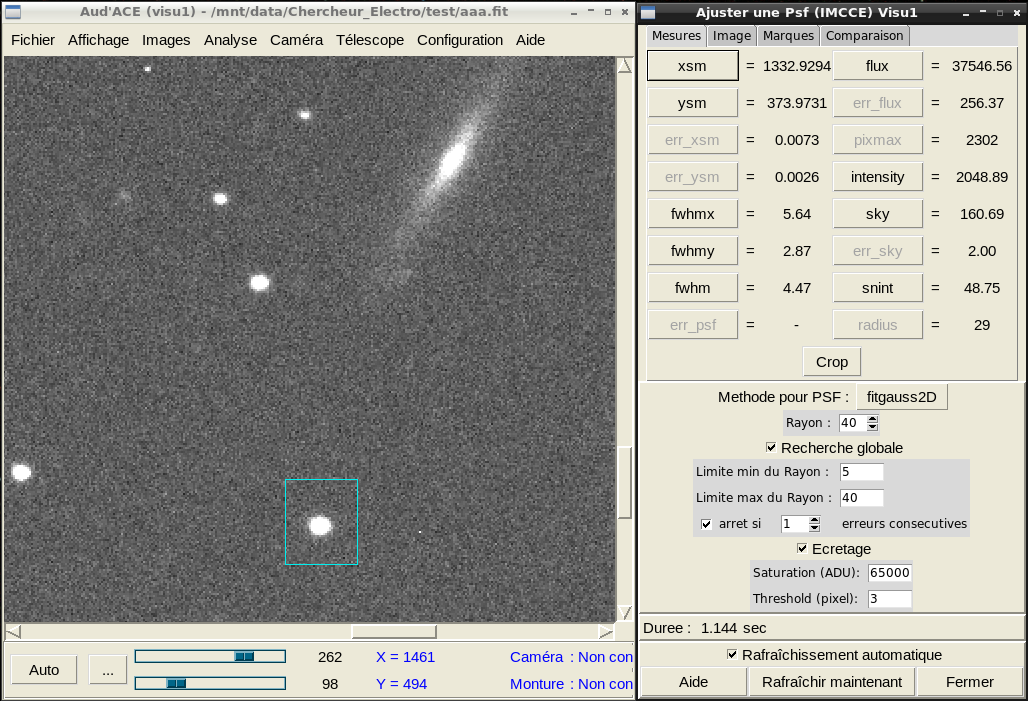 Aud'ACE (visu1) - /mnt/data/Chercheur_Electro/test/aaa.fit
Fichier Affichage Images Analyse Caméra Télescope Configuration Aide
Auto ... 262 X = 1461 Caméra : Non con
98 Y = 494 Monture : Non con
Ajuster une Psf (IMCCE) Visu1
Mesures Image Marques Comparaison
xsm = 1332.9294 flux = 37546.56
ysm = 373.9731 err_flux = 256.37
err_xsm = 0.0073 pixmax = 2302
err_ysm = 0.0026 intensity = 2048.89
fwhmx = 5.64 sky = 160.69
fwhmy = 2.87 err_sky = 2.00
fwhm = 4.47 snint = 48.75
err_psf = - radius = 29
Crop
Methode pour PSF : fitgauss2D
Rayon : 40
Recherche globale
Limite min du Rayon : 5
Limite max du Rayon : 40
arret si 1 erreurs consecutives
Ecretage
Saturation (ADU): 65000
Threshold (pixel): 3
Duree : 1.144 sec
Rafraîchissement automatique
Aide Rafraîchir maintenant Fermer